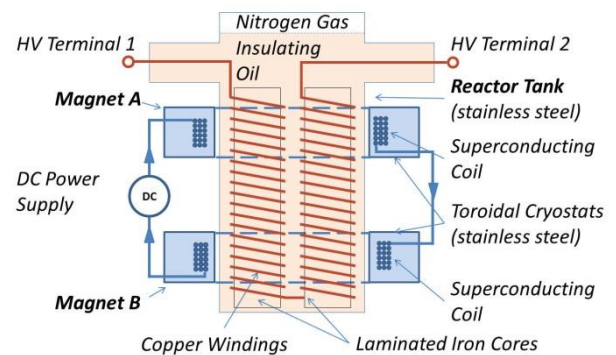 Nitrogen Gas
HV Terminal 1
Insulating
Oil
HV Terminal 2
Magnet A
Reactor Tank
(stainless steel)
Superconducting
Coil
DC Power
Supply
DC
Toroidal Cryostats
(stainless steel)
Magnet B
Superconducting
Coil
Copper Windings
Laminated Iron Cores